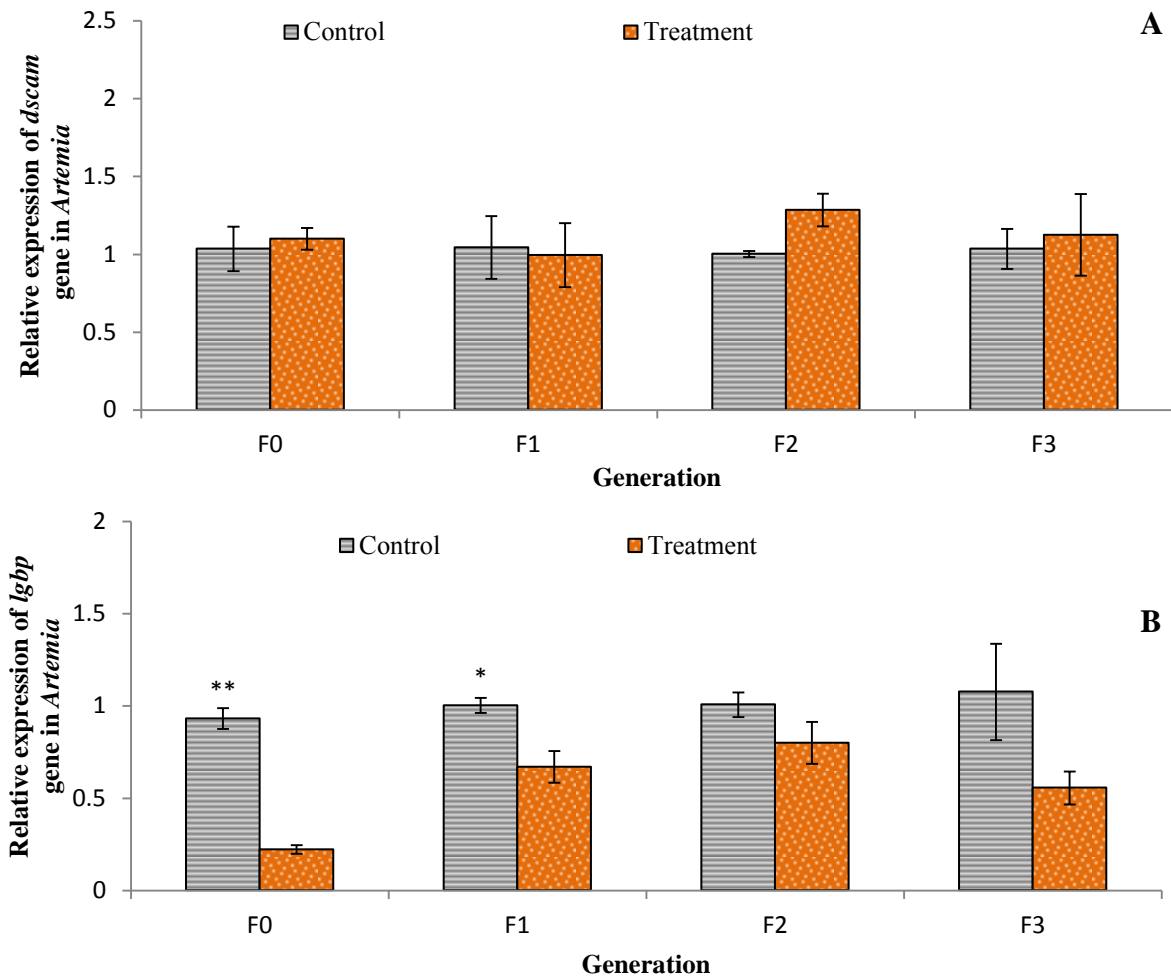 Control
Treatment
A
Relative expression of dscam
gene in Artemia
2.5
2
1.5
1
0.5
0
F0
F1
F2
F3
Generation
Control
Treatment
B
Relative expression of lgbp
gene in Artemia
2
1.5
1
0.5
0
**
*
F0
F1
F2
F3
Generation